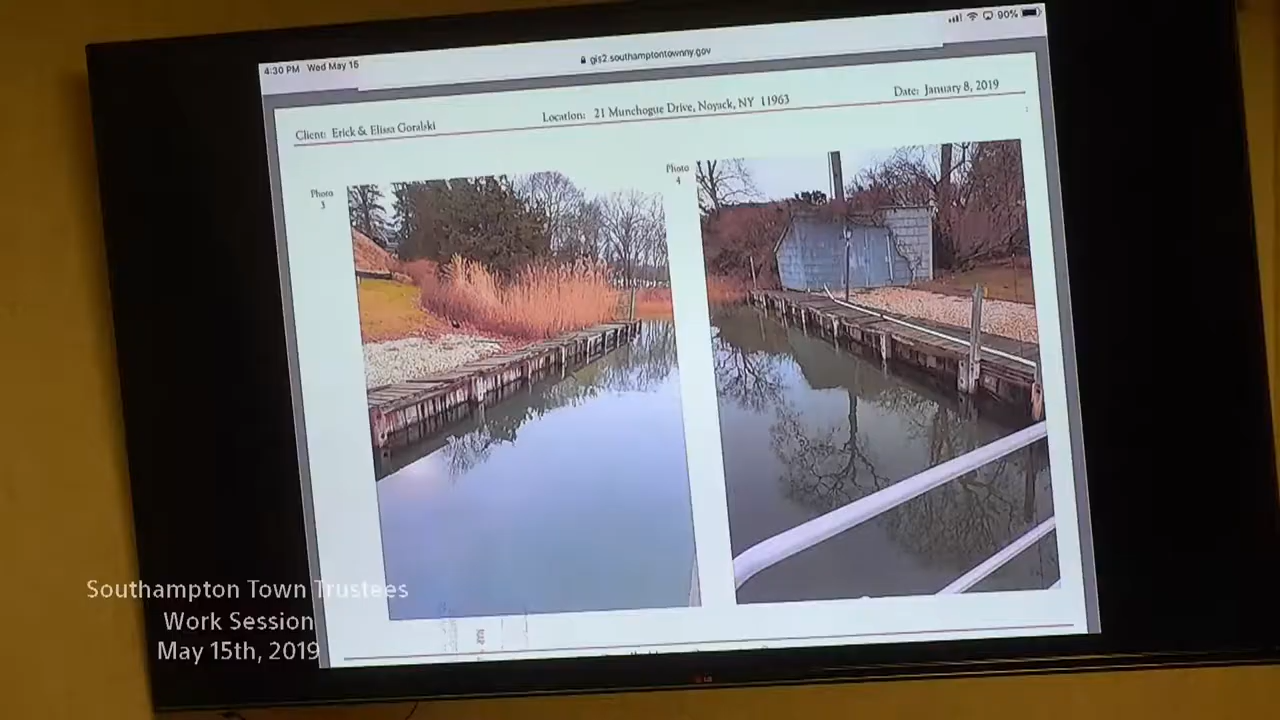 4:30 PM Wed May 15
gis2.southamptontownny.gov
90%
Client: Erick & Elissa Goralski
Location: 21 Munchogue Drive, Noyack, NY 11963
Date: January 8, 2019
Photo
3
Photo
4
Southampton Town Trustees
Work Session
May 15th, 2019
LG